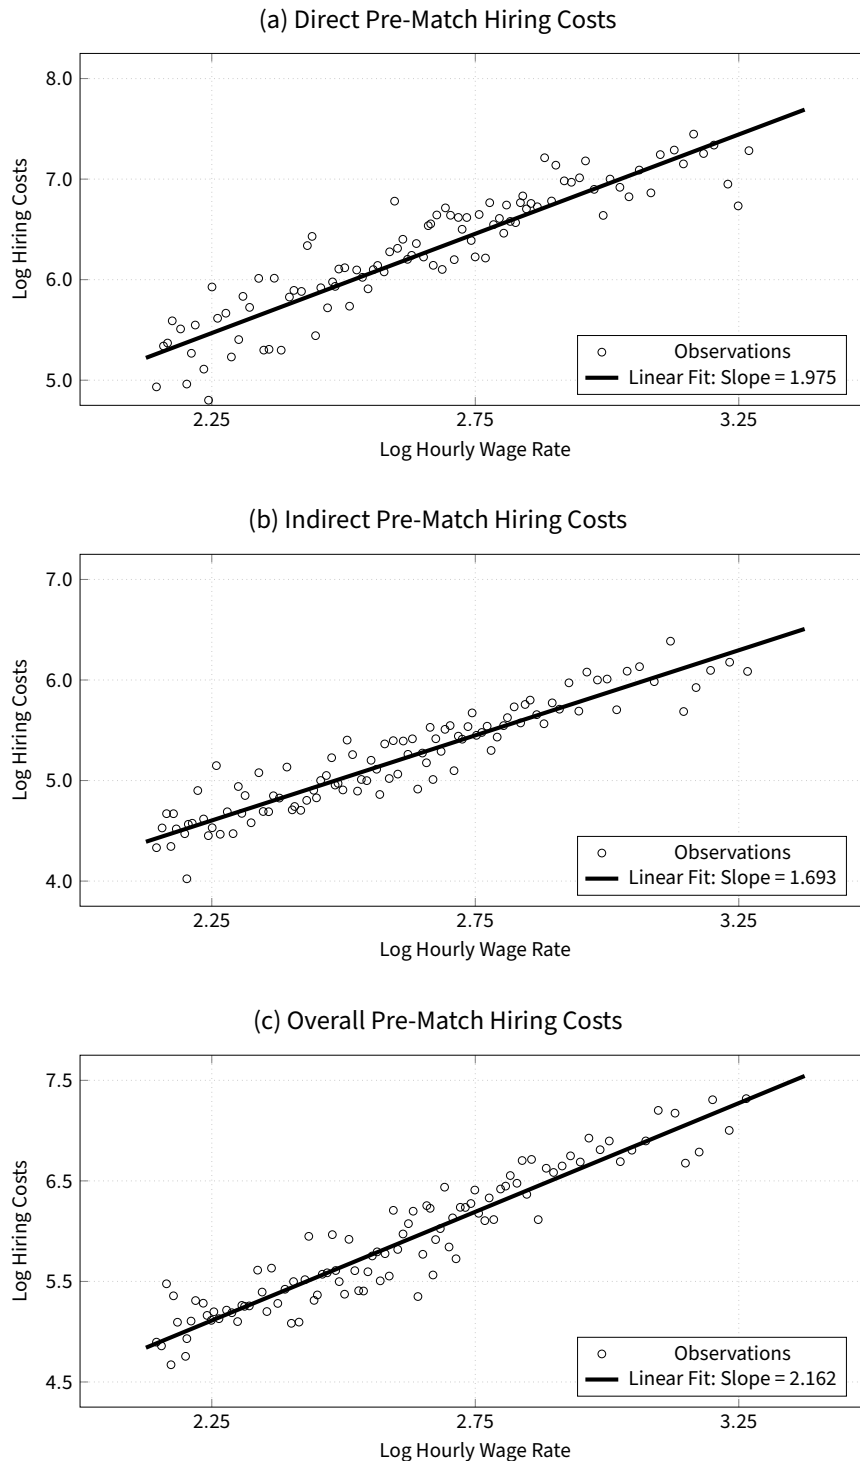 (a) Direct Pre-Match Hiring Costs
8.0
7.0
6.0
5.0
Log Hiring Costs
Observations
Linear Fit: Slope = 1.975
2.25 2.75 3.25
Log Hourly Wage Rate
(b) Indirect Pre-Match Hiring Costs
7.0
6.0
5.0
4.0
Log Hiring Costs
Observations
Linear Fit: Slope = 1.693
2.25 2.75 3.25
Log Hourly Wage Rate
(c) Overall Pre-Match Hiring Costs
7.5
6.5
5.5
4.5
Log Hiring Costs
Observations
Linear Fit: Slope = 2.162
2.25 2.75 3.25
Log Hourly Wage Rate